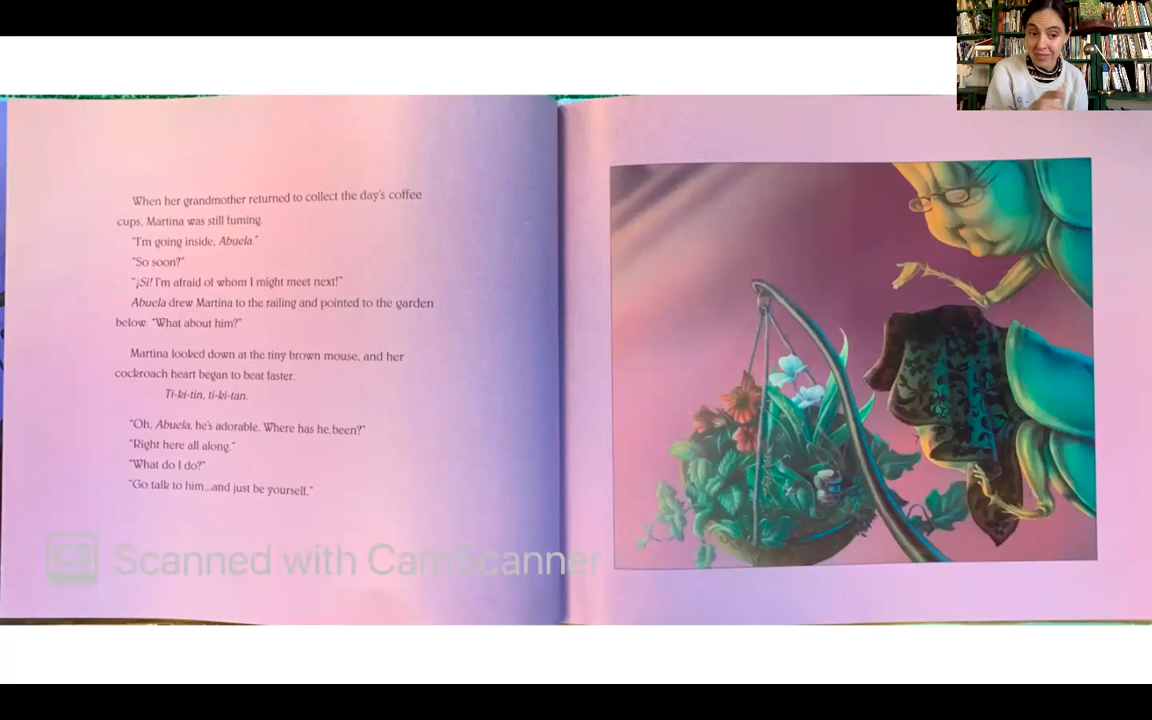 When her grandmother returned to collect the day's coffee
cups, Martina was still fuming.
"I'm going inside, Abuela."
"So soon?"
"¡Sí! I'm afraid of whom I might meet next!"
Abuela drew Martina to the railing and pointed to the garden
below. "What about him?"
Martina looked down at the tiny brown mouse, and her
cockroach heart began to beat faster.
Ti-ki-tin, ti-ki-tan.
"Oh, Abuela, he's adorable. Where has he been?"
"Right here all along."
"What do I do?"
"Go talk to him...and just be yourself."
CS Scanned with CamScanner